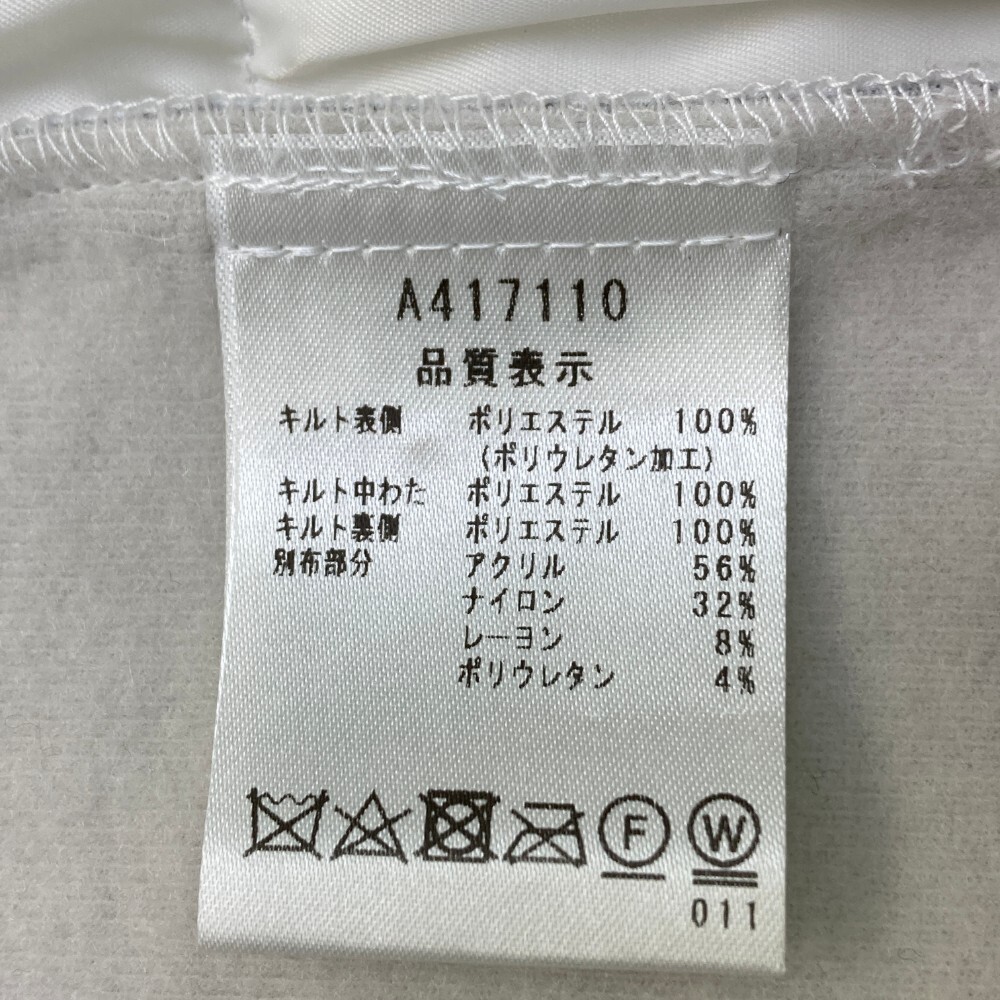 A417110
品質表示
キルト表側 ポリエステル 100%
(ポリウレタン加工)
キルト中わた ポリエステル 100%
キルト裏側 ポリエステル 100%
別布部分 アクリル 56%
ナイロン 32%
レーヨン 8%
ポリウレタン 4%
F W
011